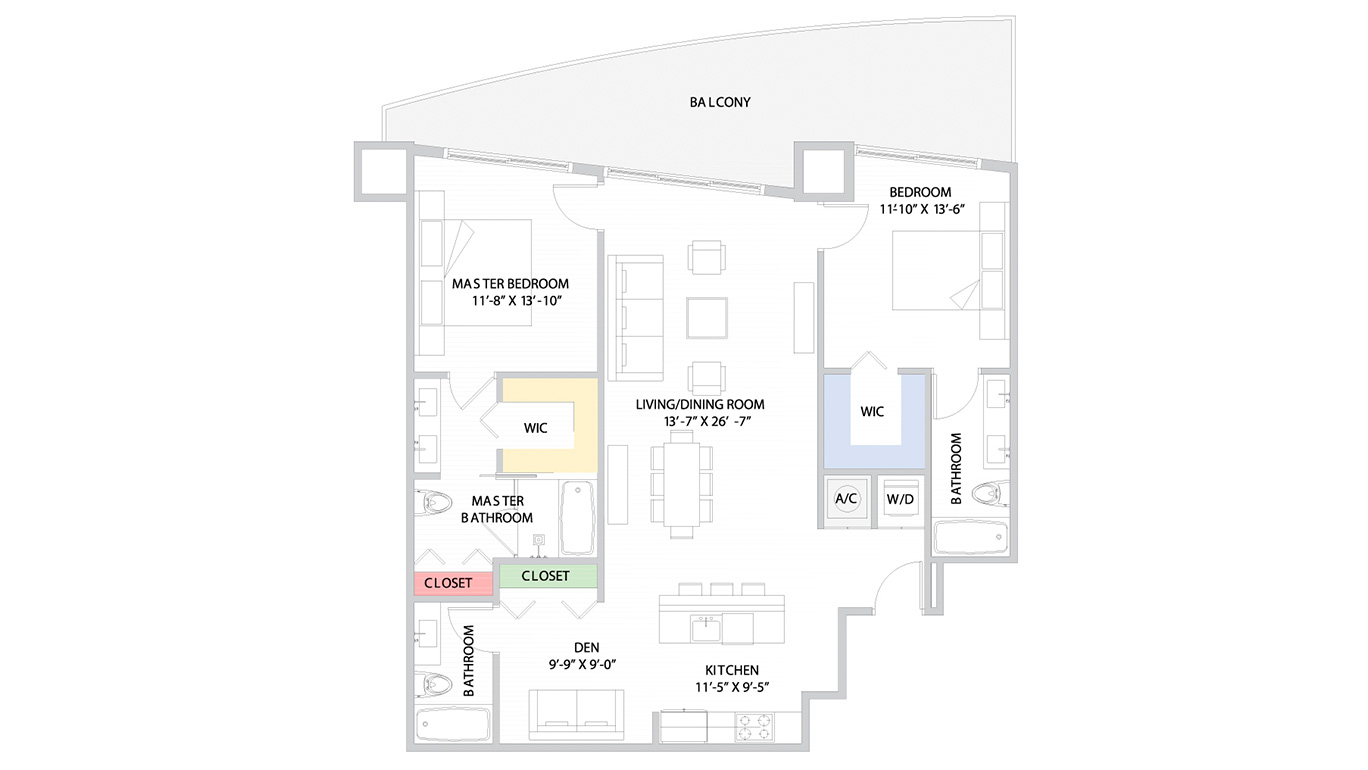 BALCONY
BEDROOM
11'-10" X 13'-6"
MASTER BEDROOM
11'-8" X 13'-10"
LIVING/DINING ROOM
13'-7" X 26'-7"
WIC
WIC
MASTER
BATHROOM
A/C
W/D
BATHROOM
CLOSET
CLOSET
BATHROOM
DEN
9'-9" X 9'-0"
KITCHEN
11'-5" X 9'-5"